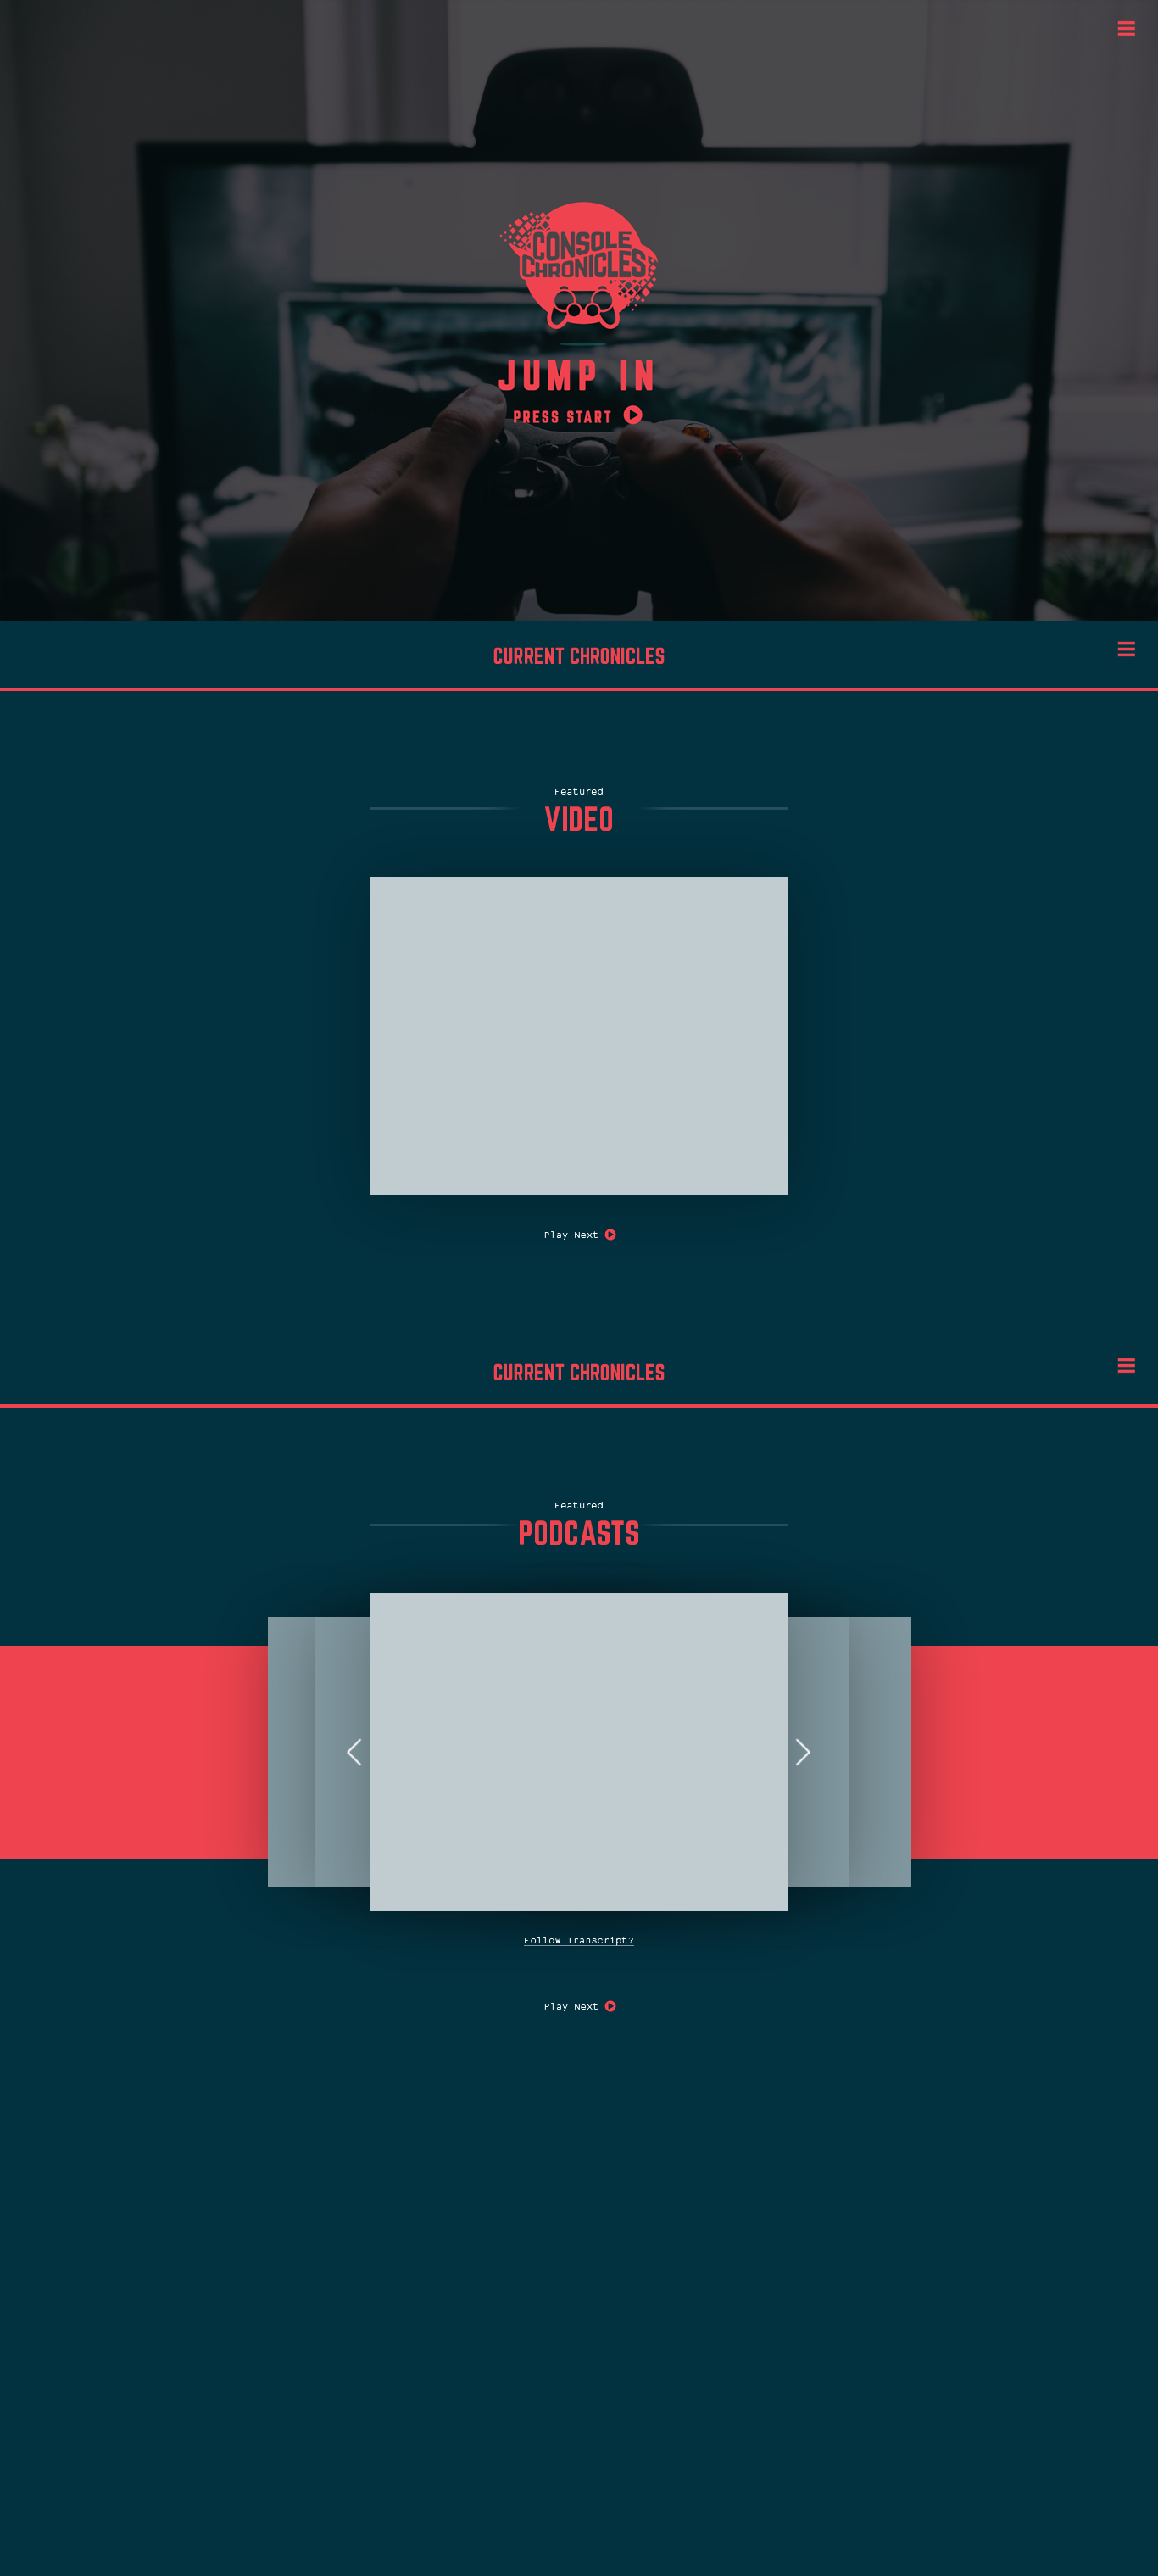 CONSOLE
CHRONICLES
JUMP IN
PRESS START
CURRENT CHRONICLES
Featured
VIDEO
Play Next
CURRENT CHRONICLES
Featured
PODCASTS
Follow Transcript?
Play Next